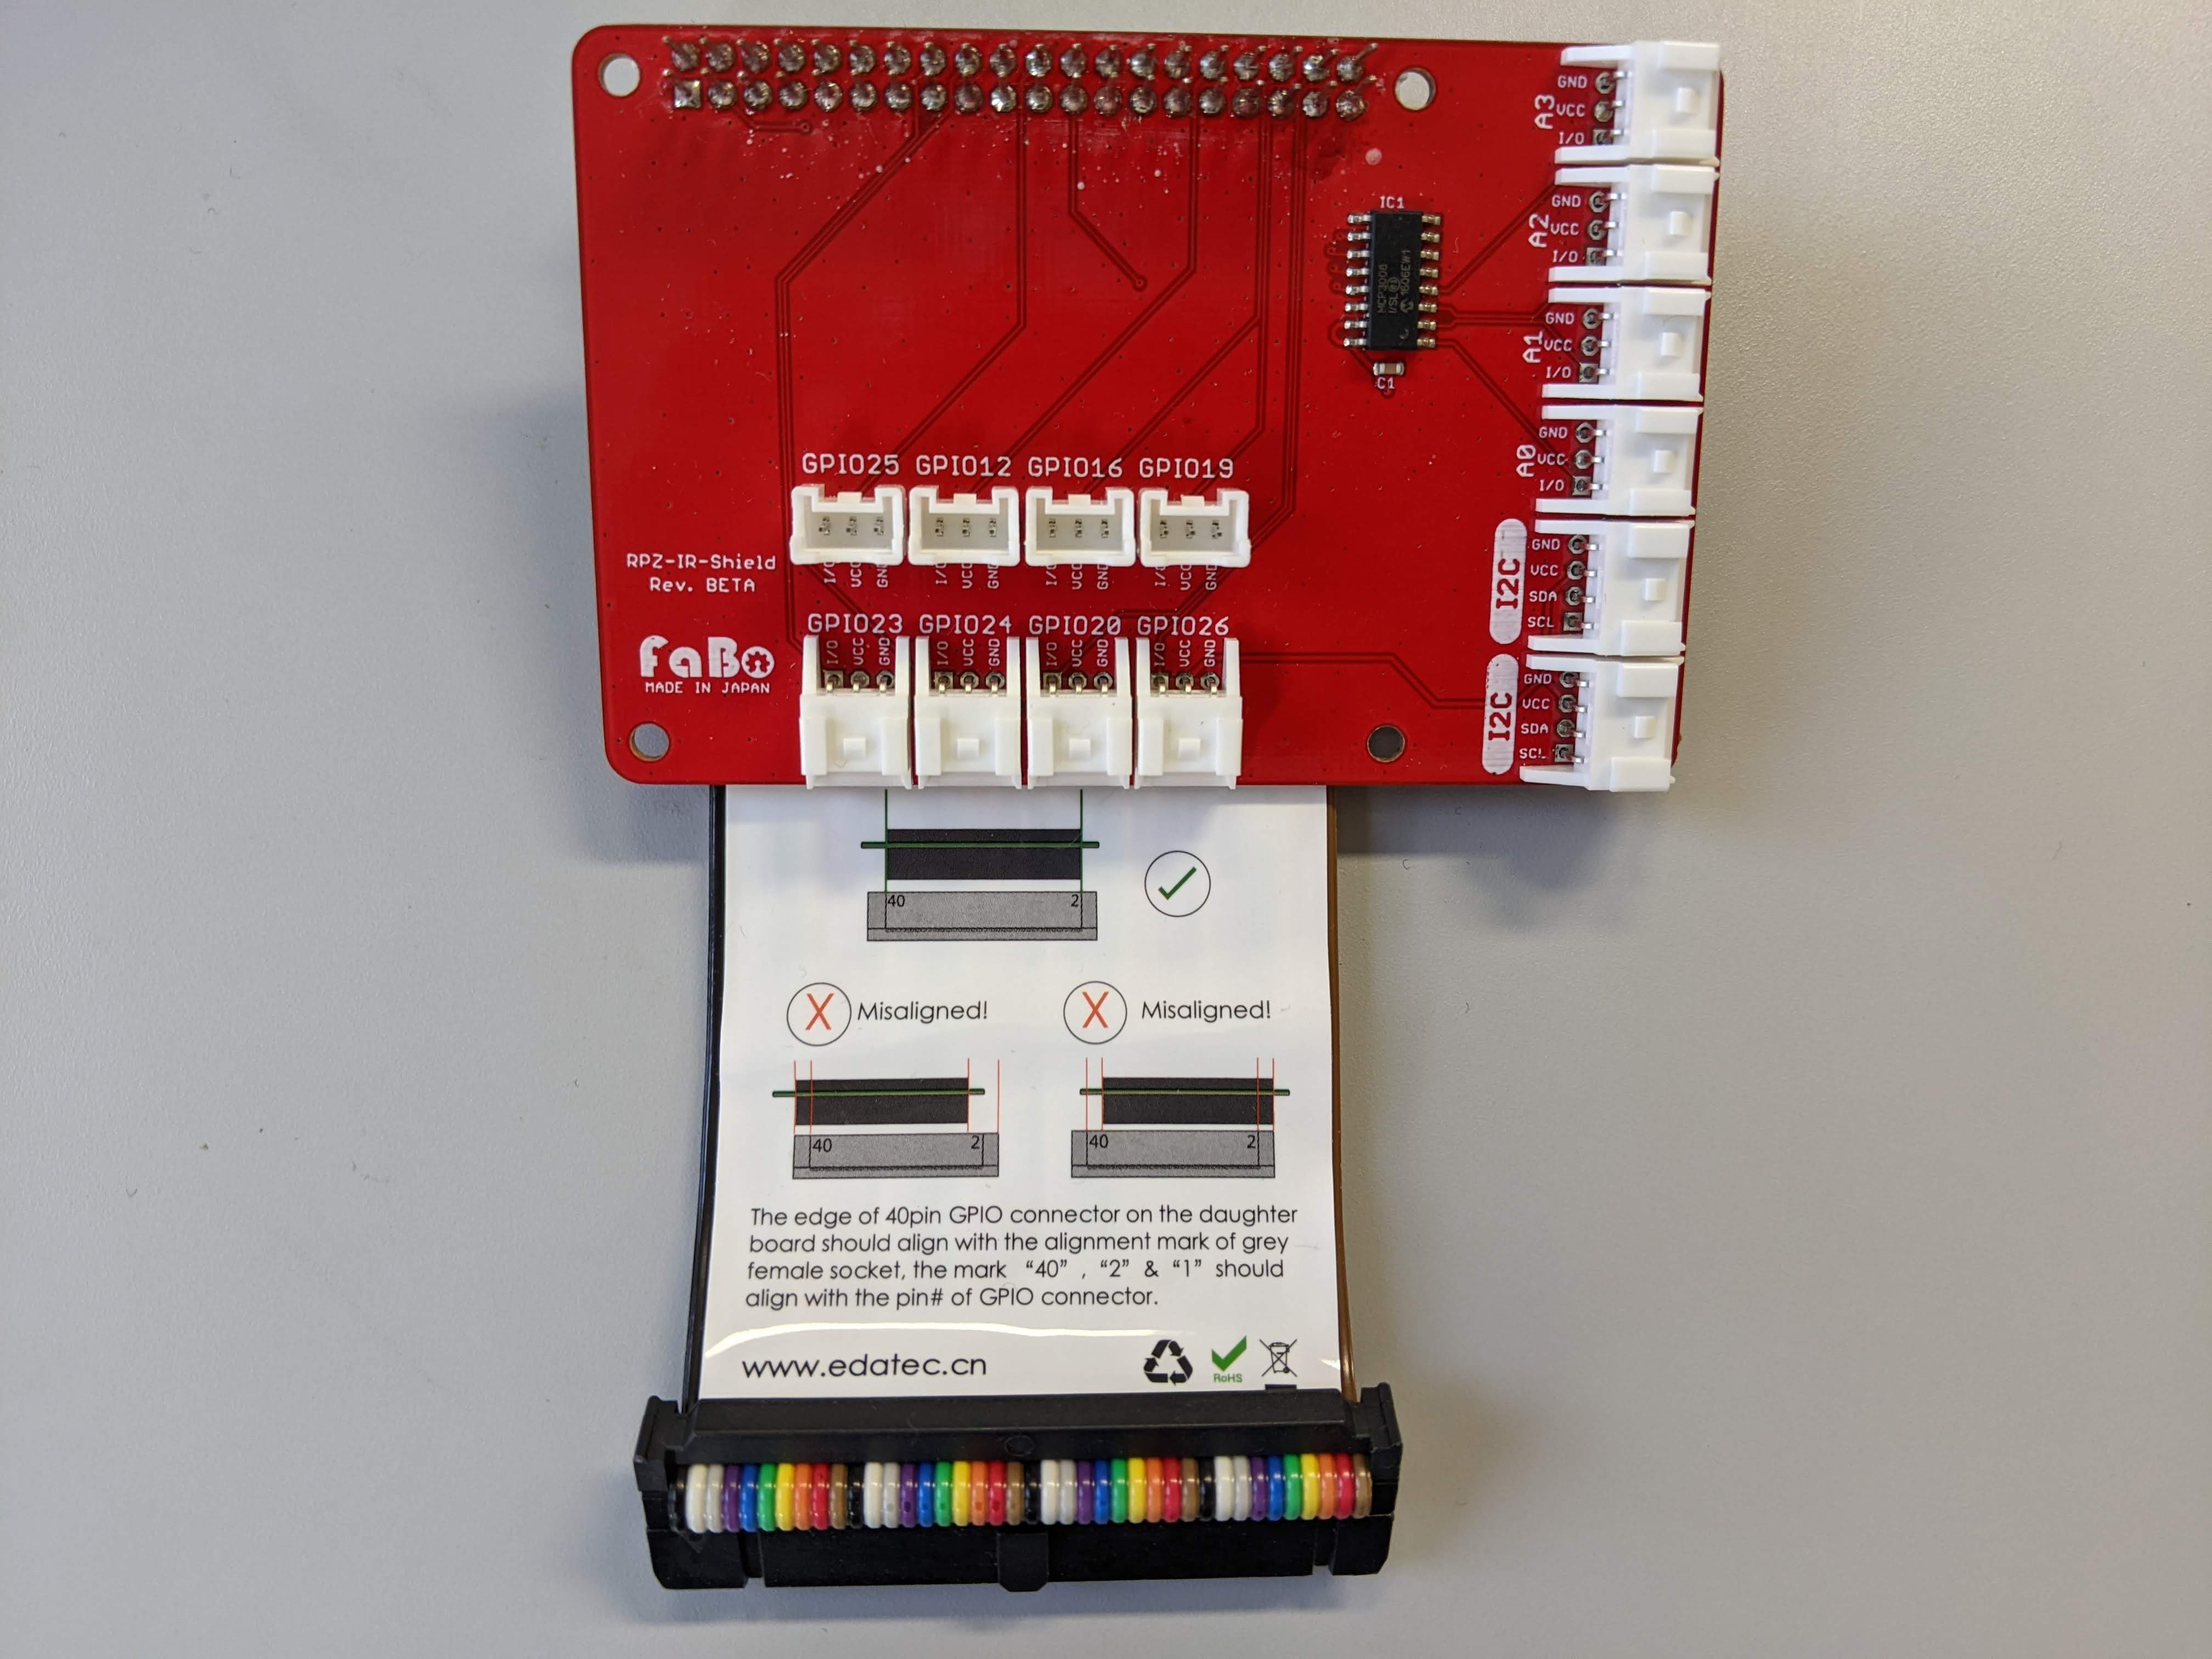 GND
VCC
I/O
A3
GND
VCC
I/O
A2
IC1
MCP3008
I/SL
1606EW1
GND
VCC
I/O
A1
C1
GND
VCC
I/O
A0
GPIO25 GPIO12 GPIO16 GPIO19
I/O VCC GND I/O VCC GND I/O VCC GND I/O VCC GND
RPZ-IR-Shield
Rev. BETA
GND
VCC
SDA
SCL
I2C
GPIO23 GPIO24 GPIO20 GPIO26
I/O VCC GND I/O VCC GND I/O VCC GND I/O VCC GND
FaBo
MADE IN JAPAN
GND
VCC
SDA
SCL
I2C
40 2
X Misaligned! X Misaligned!
40 2 40 2
The edge of 40pin GPIO connector on the daughter
board should align with the alignment mark of grey
female socket, the mark “40” , “2” & “1” should
align with the pin# of GPIO connector.
www.edatec.cn
RoHS